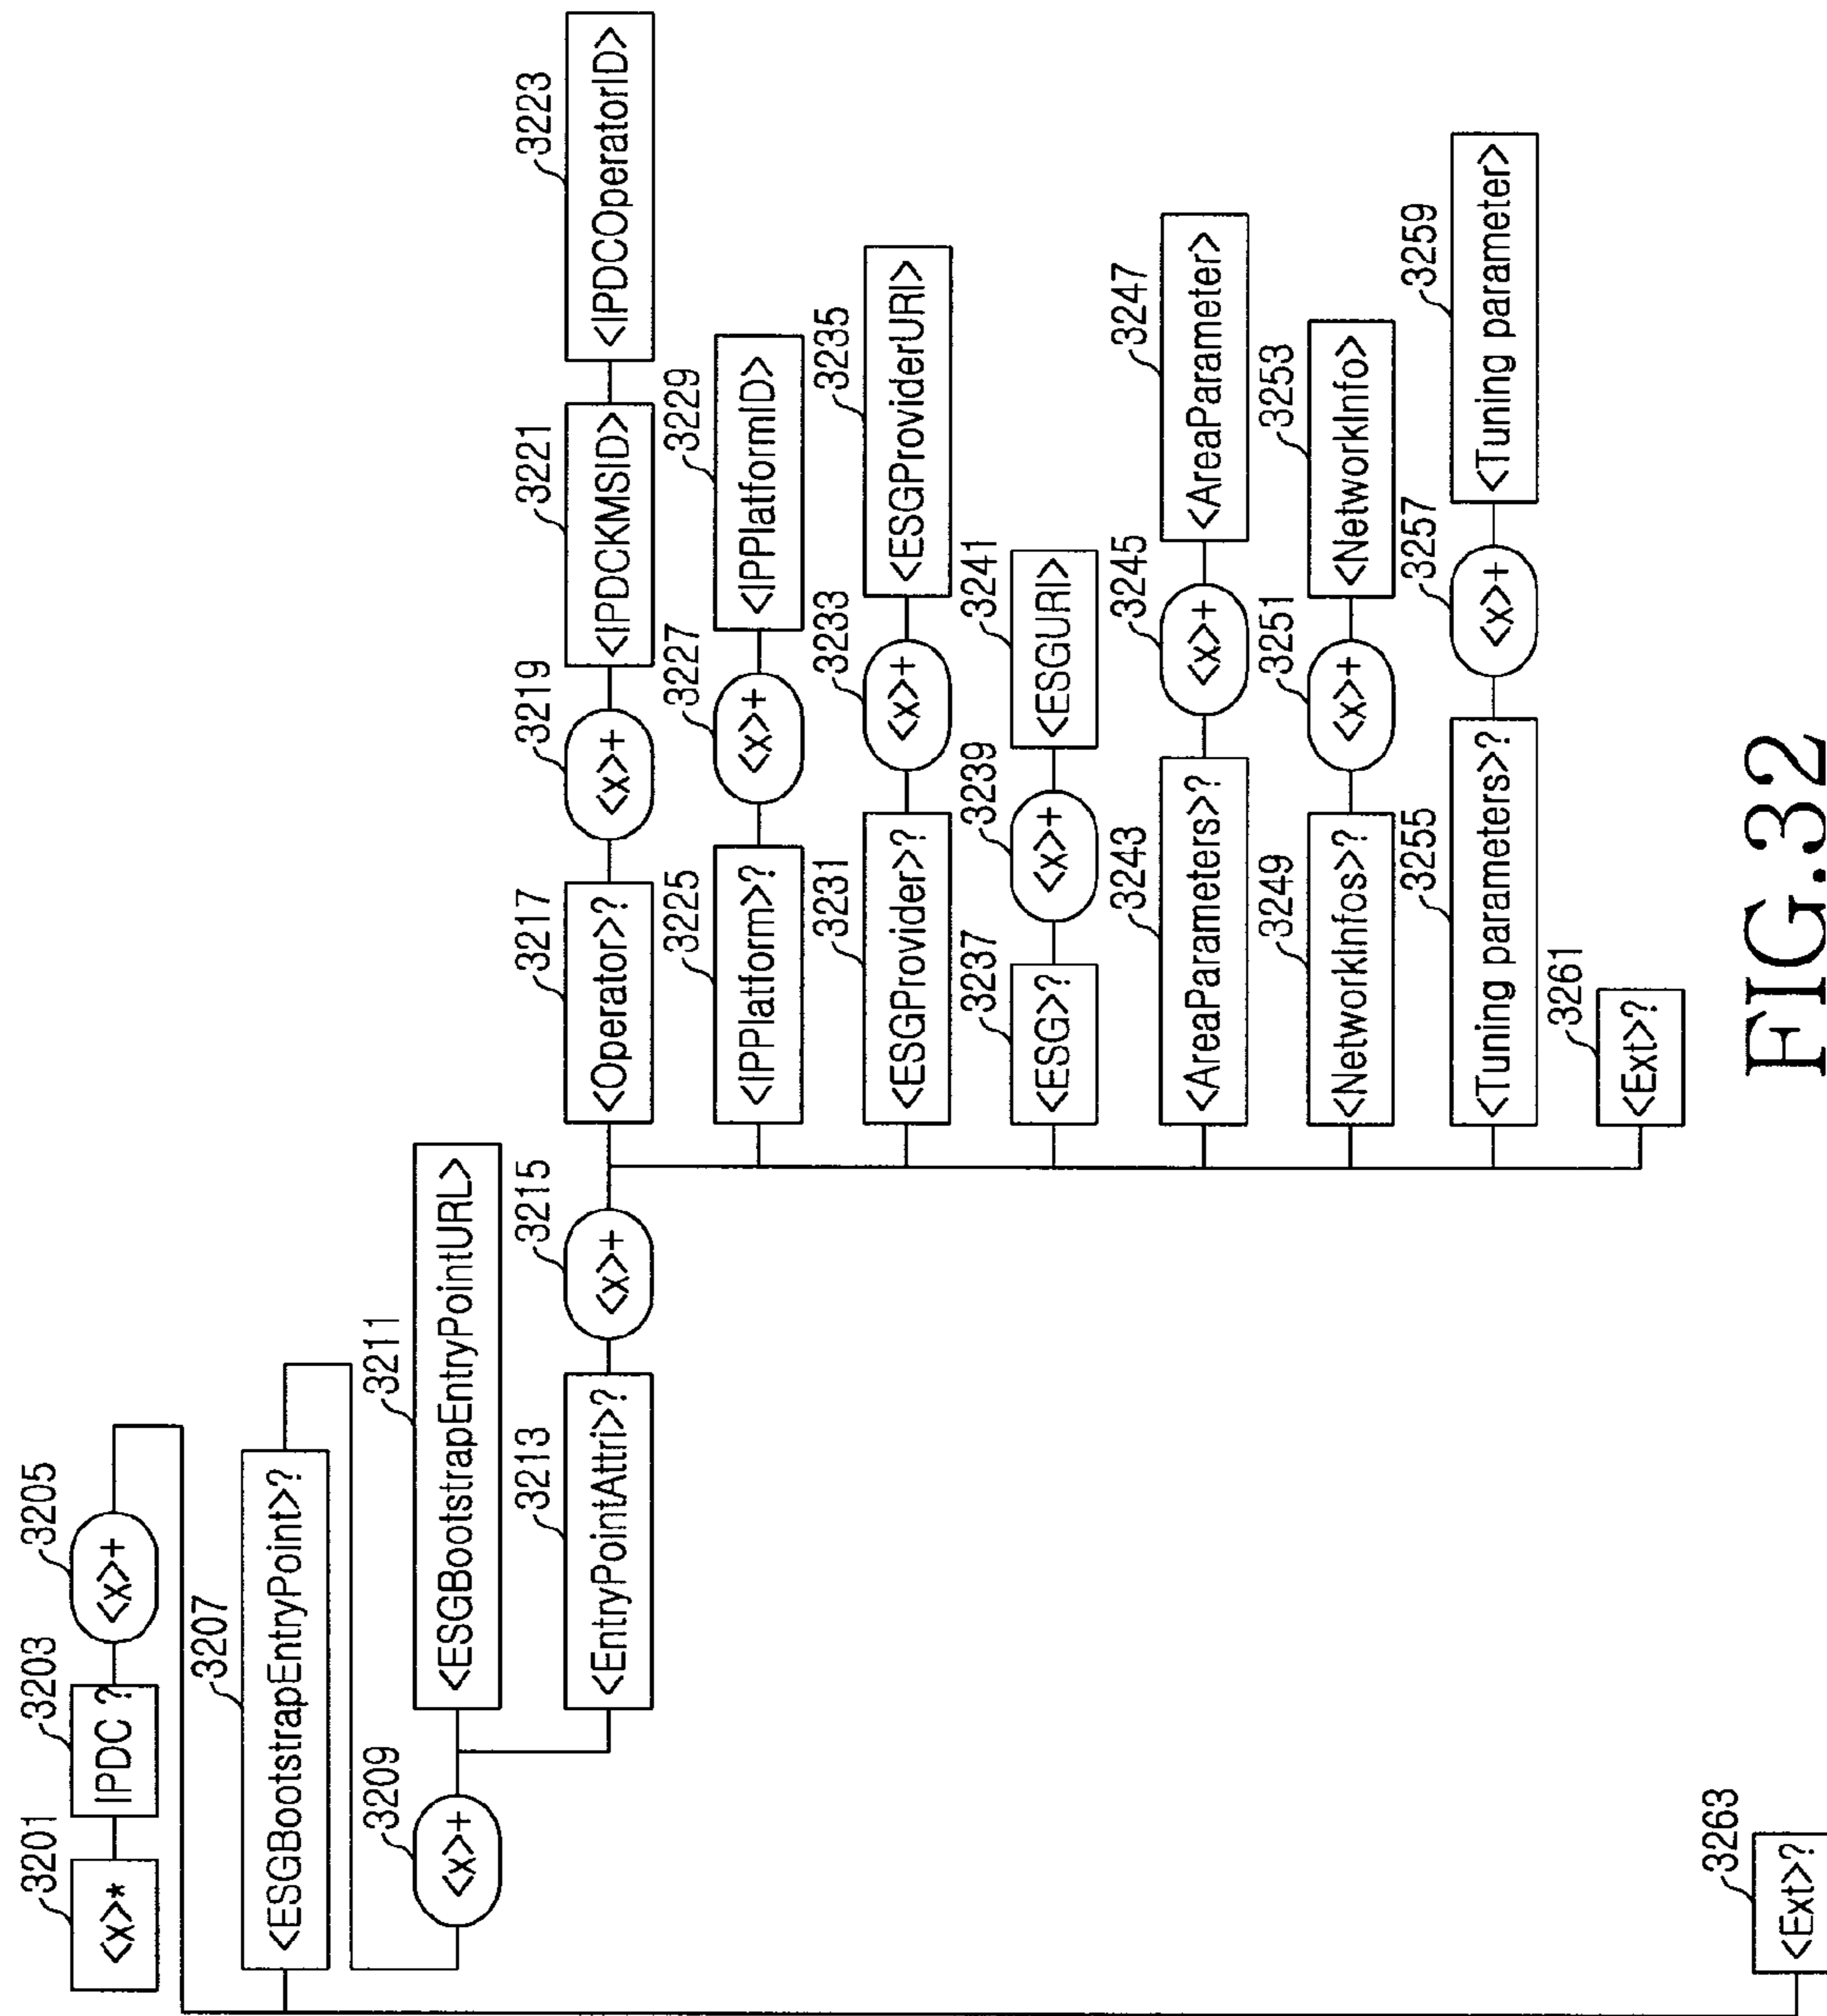 3201
<x>*
3203
IPDC ?
3205
<x>+
3207
<ESGBootstrapEntryPoint>?
3209
<x>+
3211
<ESGBootstrapEntryPointURL>
3213
<EntryPointAttri>?
3215
<x>+
3217
<Operator>?
3219
<x>+
3221
<IPDCKMSID>
3223
<IPDCOperatorID>
3225
<IPPlatform>?
3227
<x>+
3229
<IPPlatformID>
3231
<ESGProvider>?
3233
<x>+
3235
<ESGProviderURI>
3237
<ESG>?
3239
<x>+
3241
<ESGURI>
3243
<AreaParameters>?
3245
<x>+
3247
<AreaParameter>
3249
<NetworkInfos>?
3251
<x>+
3253
<NetworkInfo>
3255
<Tuning parameters>?
3257
<x>+
3259
<Tuning parameter>
3261
<Ext>?
3263
<Ext>?
FIG.32